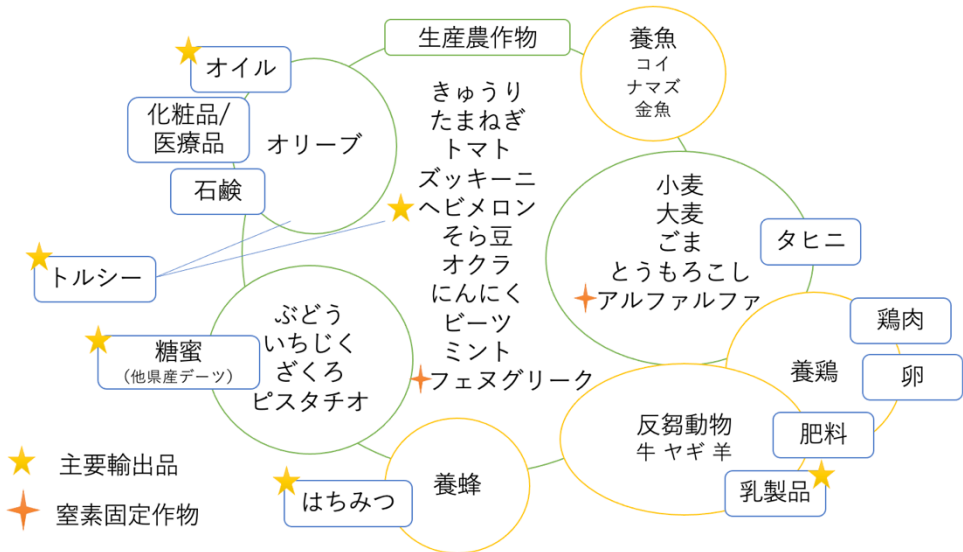 生産農作物
きゅうり
たまねぎ
トマト
ズッキーニ
ヘビメロン
そら豆
オクラ
にんにく
ビーツ
ミント
フェヌグリーク
養魚
コイ
ナマズ
金魚
オイル
化粧品/
医療品
石鹸
オリーブ
トルシー
小麦
大麦
ごま
とうもろこし
アルファルファ
タヒニ
糖蜜
(他県産デーツ)
ぶどう
いちじく
ざくろ
ピスタチオ
養鶏
鶏肉
卵
反芻動物
牛 ヤギ 羊
肥料
乳製品
養蜂
はちみつ
主要輸出品
窒素固定作物